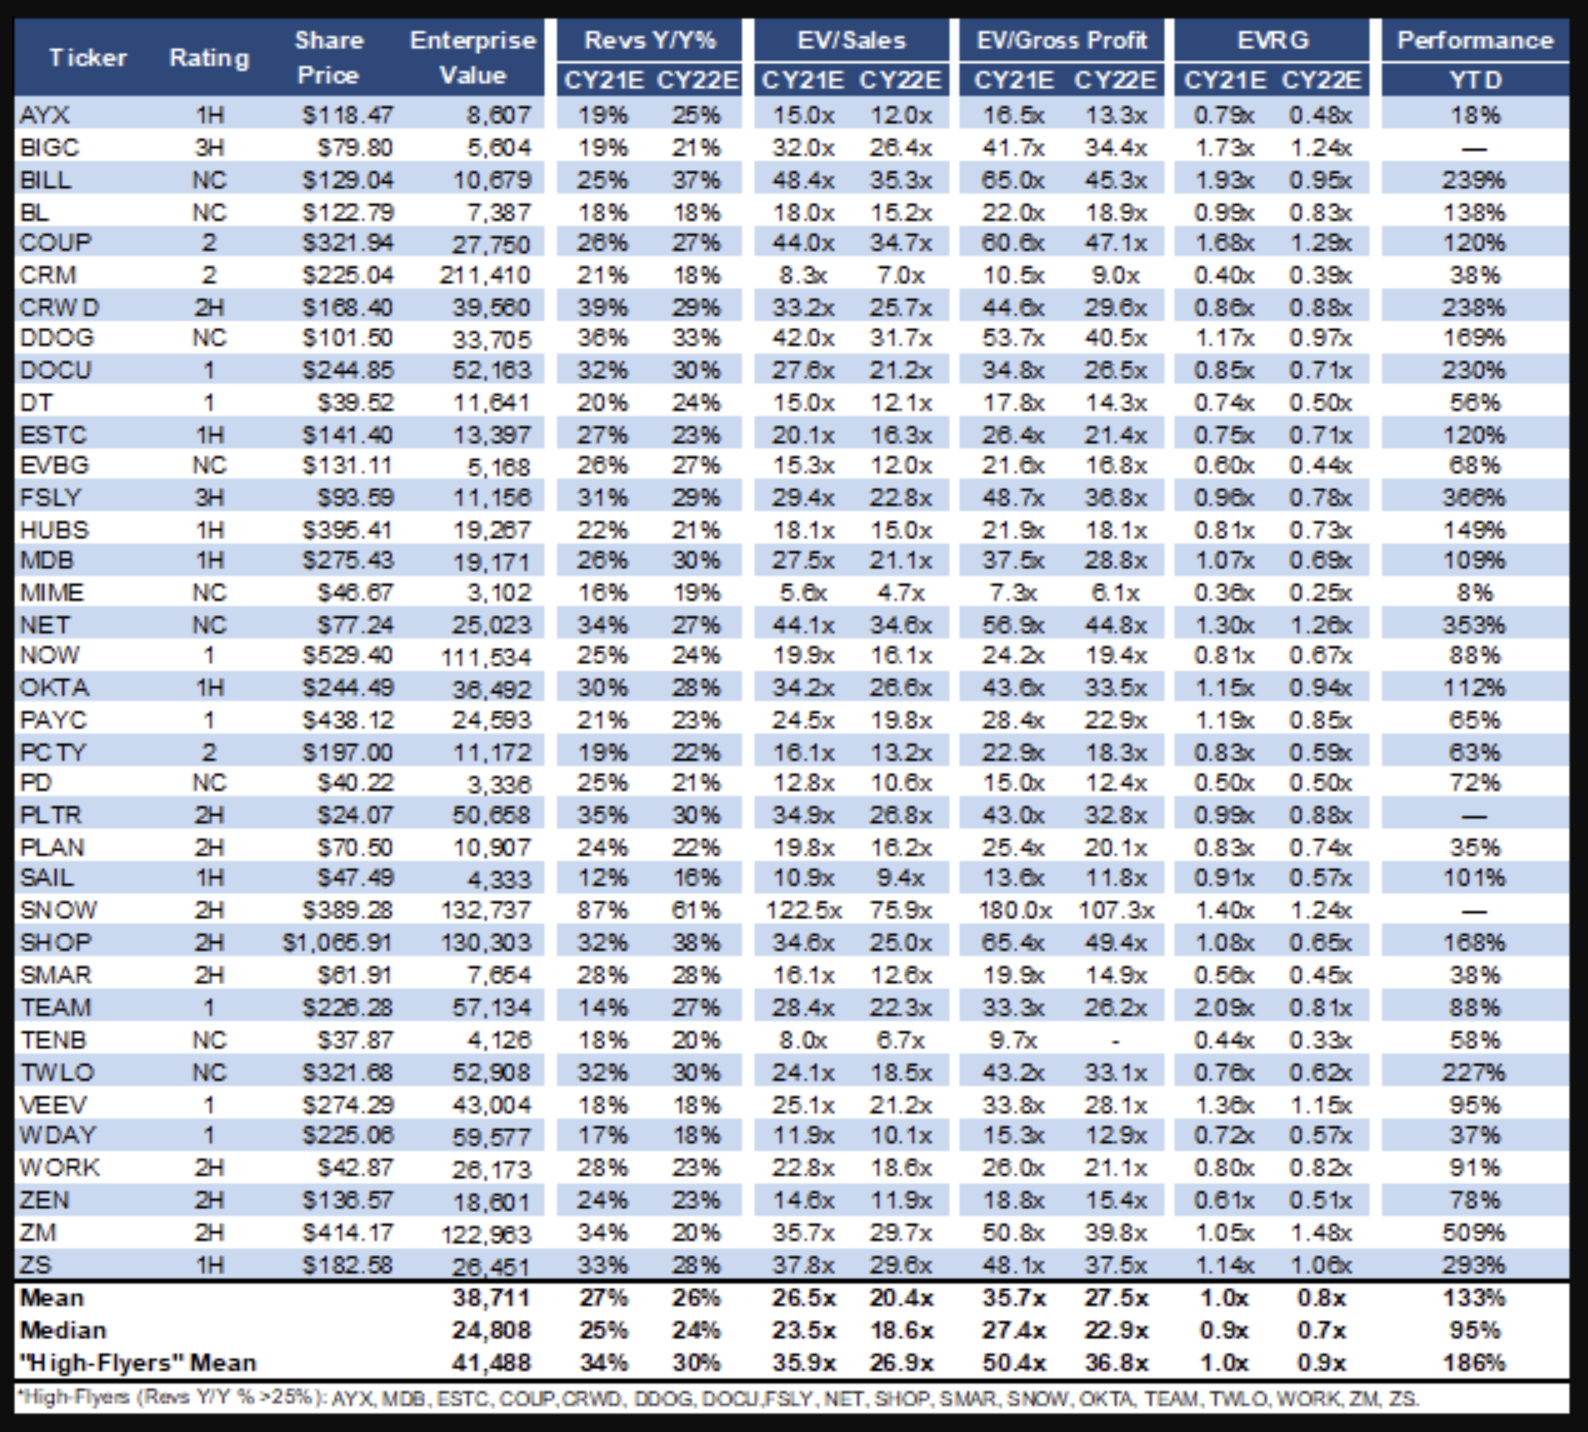 Ticker Rating Share Price Enterprise Value Revs Y/Y% EV/Sales EV/Gross Profit EVRG Performance
CY21E CY22E CY21E CY22E CY21E CY22E CY21E CY22E YTD
AYX 1H $118.47 8,607 19% 25% 15.0x 12.0x 16.5x 13.3x 0.79x 0.48x 18%
BIGC 3H $79.80 5,604 19% 21% 32.0x 26.4x 41.7x 34.4x 1.73x 1.24x —
BILL NC $129.04 10,679 25% 37% 48.4x 35.3x 65.0x 45.3x 1.93x 0.95x 239%
BL NC $122.79 7,387 18% 18% 18.0x 15.2x 22.0x 18.9x 0.99x 0.83x 138%
COUP 2 $321.94 27,750 26% 27% 44.0x 34.7x 60.6x 47.1x 1.68x 1.29x 120%
CRM 2 $225.04 211,410 21% 18% 8.3x 7.0x 10.5x 9.0x 0.40x 0.39x 38%
CRWD 2H $168.40 39,560 39% 29% 33.2x 25.7x 44.6x 29.6x 0.86x 0.88x 238%
DDOG NC $101.50 33,705 36% 33% 42.0x 31.7x 53.7x 40.5x 1.17x 0.97x 169%
DOCU 1 $244.85 52,163 32% 30% 27.6x 21.2x 34.8x 26.5x 0.85x 0.71x 230%
DT 1 $39.52 11,641 20% 24% 15.0x 12.1x 17.8x 14.3x 0.74x 0.50x 56%
ESTC 1H $141.40 13,397 27% 23% 20.1x 16.3x 26.4x 21.4x 0.75x 0.71x 120%
EVBG NC $131.11 5,168 26% 27% 15.3x 12.0x 21.6x 16.8x 0.60x 0.44x 68%
FSLY 3H $93.59 11,156 31% 29% 29.4x 22.8x 48.7x 36.8x 0.96x 0.78x 366%
HUBS 1H $395.41 19,267 22% 21% 18.1x 15.0x 21.9x 18.1x 0.81x 0.73x 149%
MDB 1H $275.43 19,171 26% 30% 27.5x 21.1x 37.5x 28.8x 1.07x 0.69x 109%
MIME NC $46.67 3,102 16% 19% 5.6x 4.7x 7.3x 6.1x 0.36x 0.25x 8%
NET NC $77.24 25,023 34% 27% 44.1x 34.6x 56.9x 44.8x 1.30x 1.26x 353%
NOW 1 $529.40 111,534 25% 24% 19.9x 16.1x 24.2x 19.4x 0.81x 0.67x 88%
OKTA 1H $244.49 36,492 30% 28% 34.2x 26.6x 43.6x 33.5x 1.15x 0.94x 112%
PAYC 1 $438.12 24,593 21% 23% 24.5x 19.8x 28.4x 22.9x 1.19x 0.85x 65%
PCTY 2 $197.00 11,172 19% 22% 16.1x 13.2x 22.9x 18.3x 0.83x 0.59x 63%
PD NC $40.22 3,336 25% 21% 12.8x 10.6x 15.0x 12.4x 0.50x 0.50x 72%
PLTR 2H $24.07 50,658 35% 30% 34.9x 26.8x 43.0x 32.8x 0.99x 0.88x —
PLAN 2H $70.50 10,907 24% 22% 19.8x 16.2x 25.4x 20.1x 0.83x 0.74x 35%
SAIL 1H $47.49 4,333 12% 16% 10.9x 9.4x 13.6x 11.8x 0.91x 0.57x 101%
SNOW 2H $389.28 132,737 87% 61% 122.5x 75.9x 180.0x 107.3x 1.40x 1.24x —
SHOP 2H $1,065.91 130,303 32% 38% 34.6x 25.0x 65.4x 49.4x 1.08x 0.65x 168%
SMAR 2H $61.91 7,654 28% 28% 16.1x 12.6x 19.9x 14.9x 0.56x 0.45x 38%
TEAM 1 $226.28 57,134 14% 27% 28.4x 22.3x 33.3x 26.2x 2.09x 0.81x 88%
TENB NC $37.87 4,126 18% 20% 8.0x 6.7x 9.7x - 0.44x 0.33x 58%
TWLO NC $321.68 52,908 32% 30% 24.1x 18.5x 43.2x 33.1x 0.76x 0.62x 227%
VEEV 1 $274.29 43,004 18% 18% 25.1x 21.2x 33.8x 28.1x 1.36x 1.15x 95%
WDAY 1 $225.06 59,577 17% 18% 11.9x 10.1x 15.3x 12.9x 0.72x 0.57x 37%
WORK 2H $42.87 26,173 28% 23% 22.8x 18.6x 26.0x 21.1x 0.80x 0.82x 91%
ZEN 2H $136.57 18,601 24% 23% 14.6x 11.9x 18.8x 15.4x 0.61x 0.51x 78%
ZM 2H $414.17 122,963 34% 20% 35.7x 29.7x 50.8x 39.8x 1.05x 1.48x 509%
ZS 1H $182.58 26,451 33% 28% 37.8x 29.6x 48.1x 37.5x 1.14x 1.06x 293%
Mean 38,711 27% 26% 26.5x 20.4x 35.7x 27.5x 1.0x 0.8x 133%
Median 24,808 25% 24% 23.5x 18.6x 27.4x 22.9x 0.9x 0.7x 95%
"High-Flyers" Mean 41,488 34% 30% 35.9x 26.9x 50.4x 36.8x 1.0x 0.9x 186%
*High-Flyers (Revs Y/Y % >25%): AYX, MDB, ESTC, COUP,CRWD, DDOG, DOCU,FSLY, NET, SHOP, SMAR, SNOW, OKTA, TEAM, TWLO, WORK, ZM, ZS.